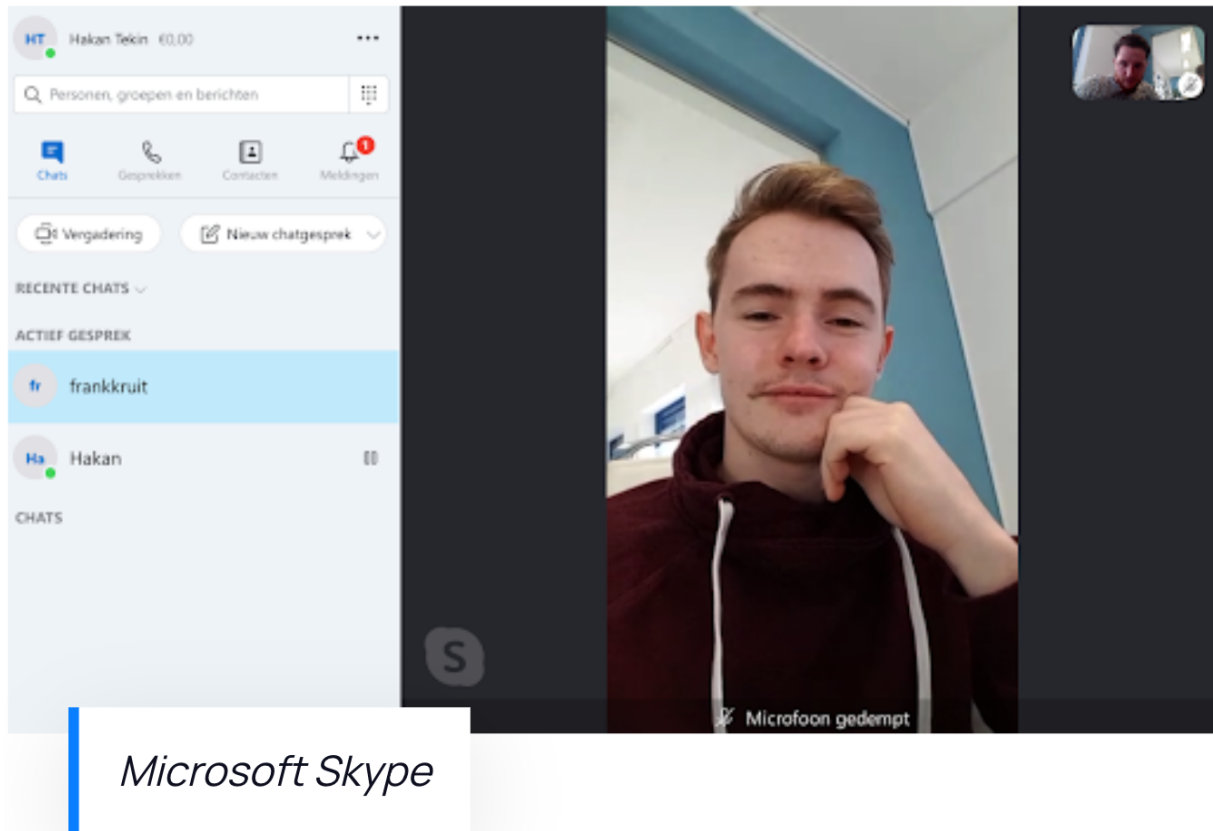 HT Hakan Tekin €0,00
Personen, groepen en berichten
1
Chats Gesprekken Contacten Meldingen
Vergadering Nieuw chatgesprek
RECENTE CHATS
ACTIEF GESPREK
fr frankkruit
Ha Hakan
CHATS
S
Microfoon gedempt
Microsoft Skype